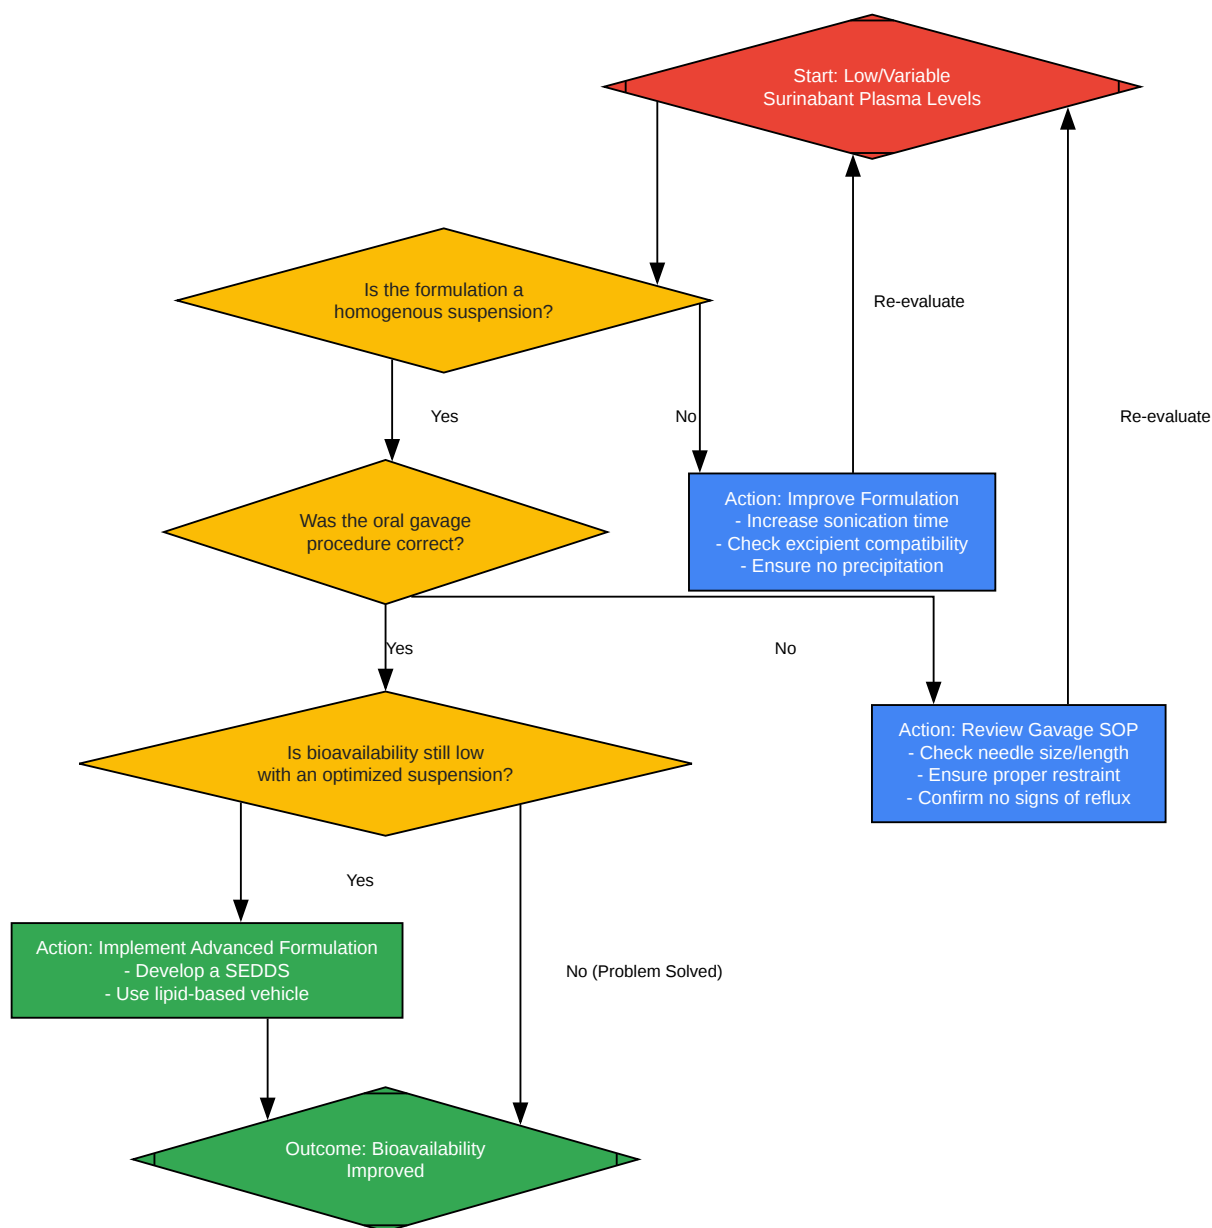 Start: Low/Variable
Surinabant Plasma Levels
Is the formulation a
homogenous suspension?
Re-evaluate
Yes
No
Re-evaluate
Action: Improve Formulation
- Increase sonication time
- Check excipient compatibility
- Ensure no precipitation
Was the oral gavage
procedure correct?
Yes
No
Action: Review Gavage SOP
- Check needle size/length
- Ensure proper restraint
- Confirm no signs of reflux
Is bioavailability still low
with an optimized suspension?
Yes
Action: Implement Advanced Formulation
- Develop a SEDDS
- Use lipid-based vehicle
No (Problem Solved)
Outcome: Bioavailability
Improved